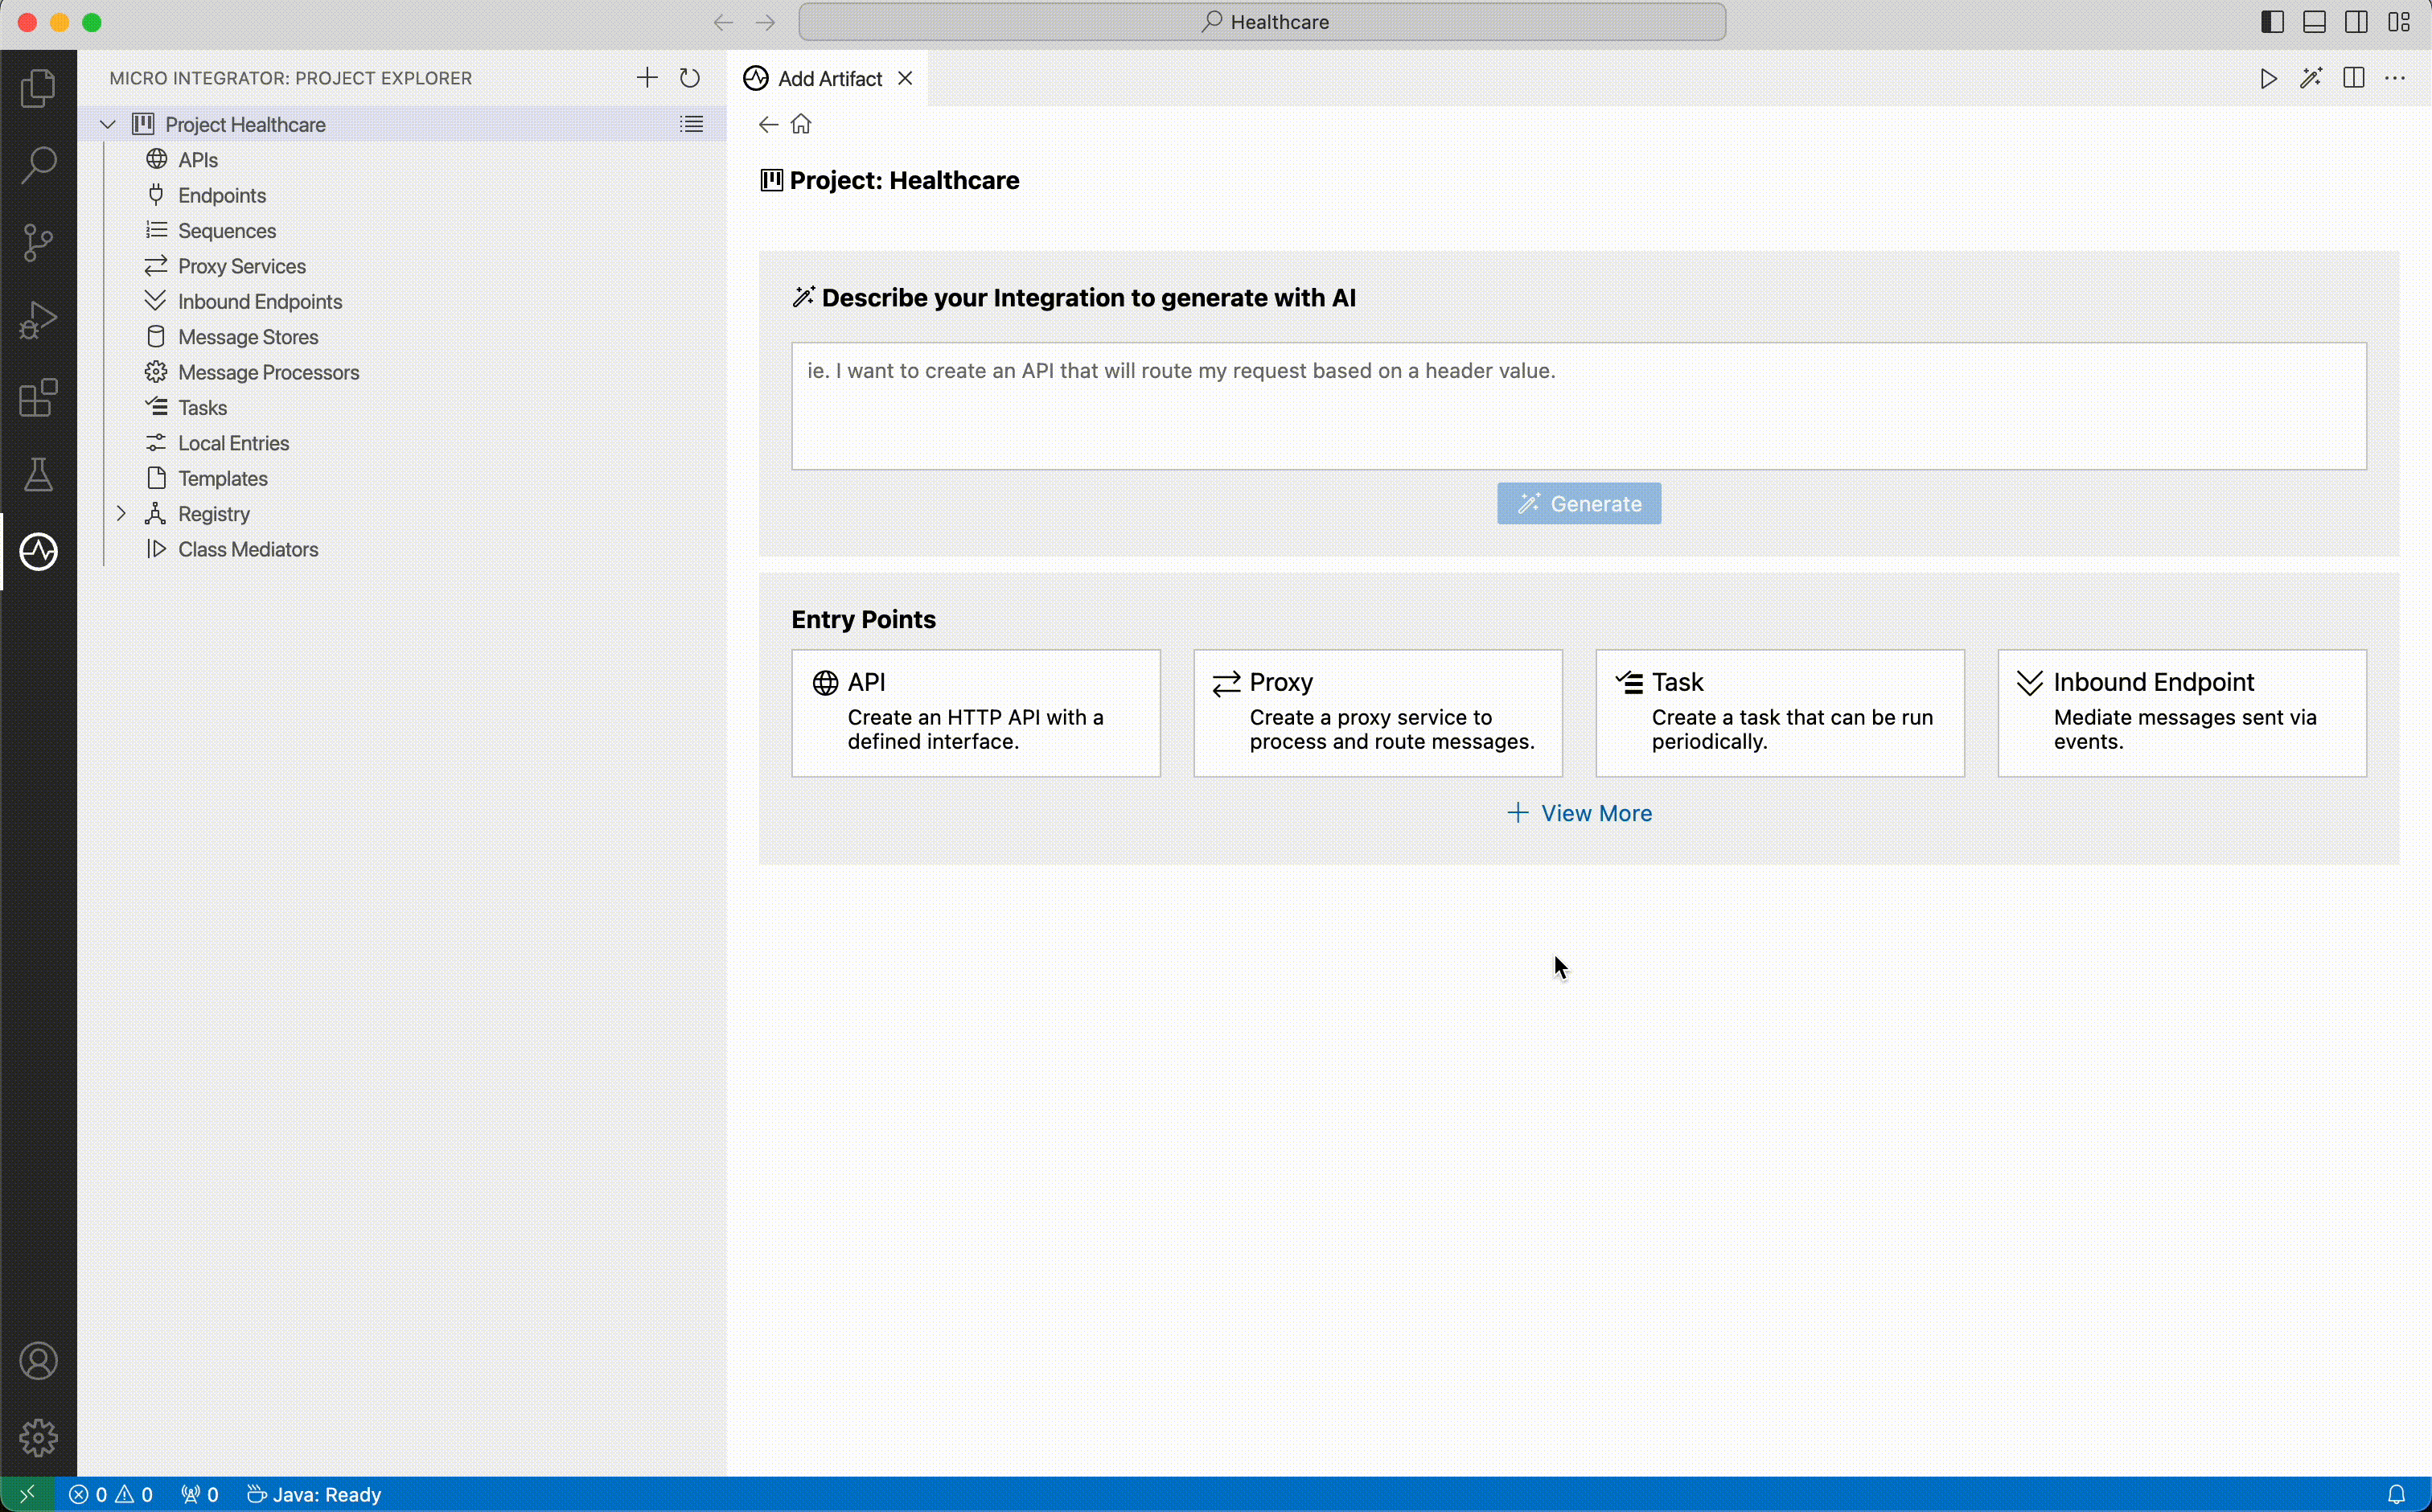 Healthcare
MICRO INTEGRATOR: PROJECT EXPLORER
Add Artifact
Project Healthcare
APIs
Endpoints
Sequences
Proxy Services
Inbound Endpoints
Message Stores
Message Processors
Tasks
Local Entries
Templates
Registry
Class Mediators
Project: Healthcare
Describe your Integration to generate with AI
ie. I want to create an API that will route my request based on a header value.
Generate
Entry Points
API
Create an HTTP API with a
defined interface.
Proxy
Create a proxy service to
process and route messages.
Task
Create a task that can be run
periodically.
Inbound Endpoint
Mediate messages sent via
events.
View More
0 0 0 Java: Ready